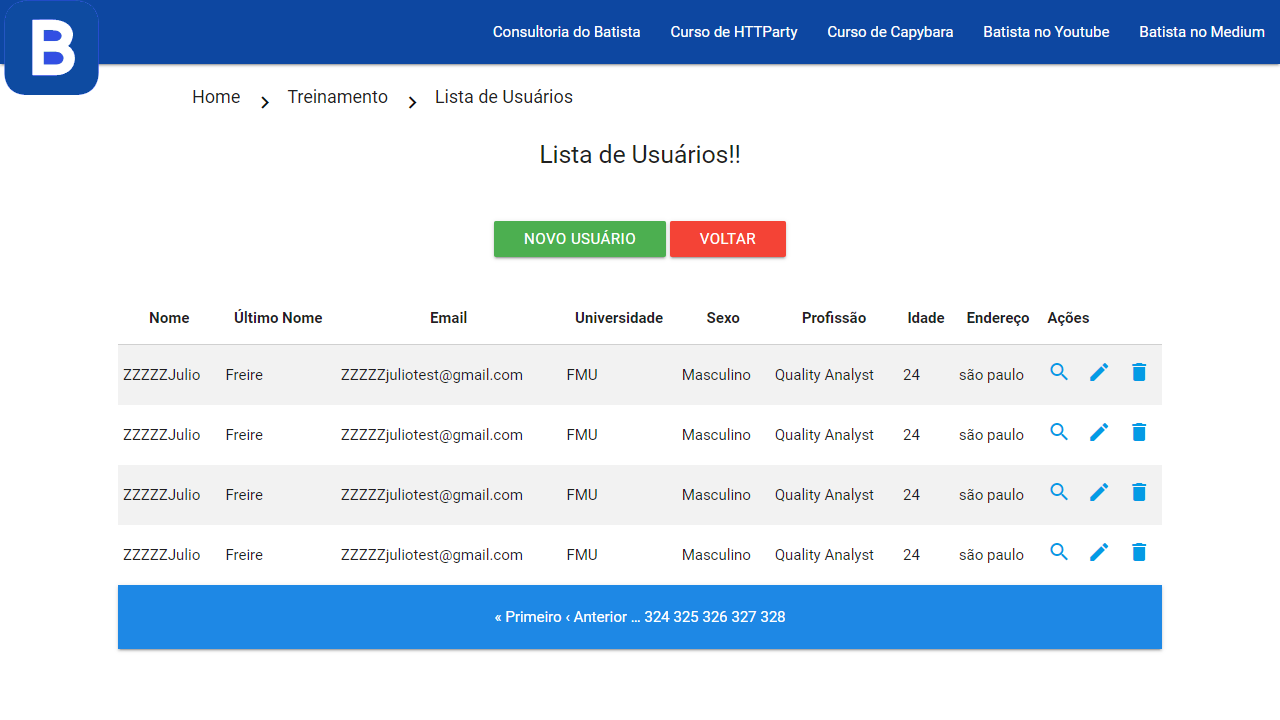 B
Consultoria do Batista Curso de HTTParty Curso de Capybara Batista no Youtube Batista no Medium
Home Treinamento Lista de Usuários
Lista de Usuários!!
NOVO USUÁRIO VOLTAR
Nome Último Nome Email Universidade Sexo Profissão Idade Endereço Ações
ZZZZZJulio Freire ZZZZZjuliotest@gmail.com FMU Masculino Quality Analyst 24 são paulo
ZZZZZJulio Freire ZZZZZjuliotest@gmail.com FMU Masculino Quality Analyst 24 são paulo
ZZZZZJulio Freire ZZZZZjuliotest@gmail.com FMU Masculino Quality Analyst 24 são paulo
ZZZZZJulio Freire ZZZZZjuliotest@gmail.com FMU Masculino Quality Analyst 24 são paulo
« Primeiro ‹ Anterior ... 324 325 326 327 328